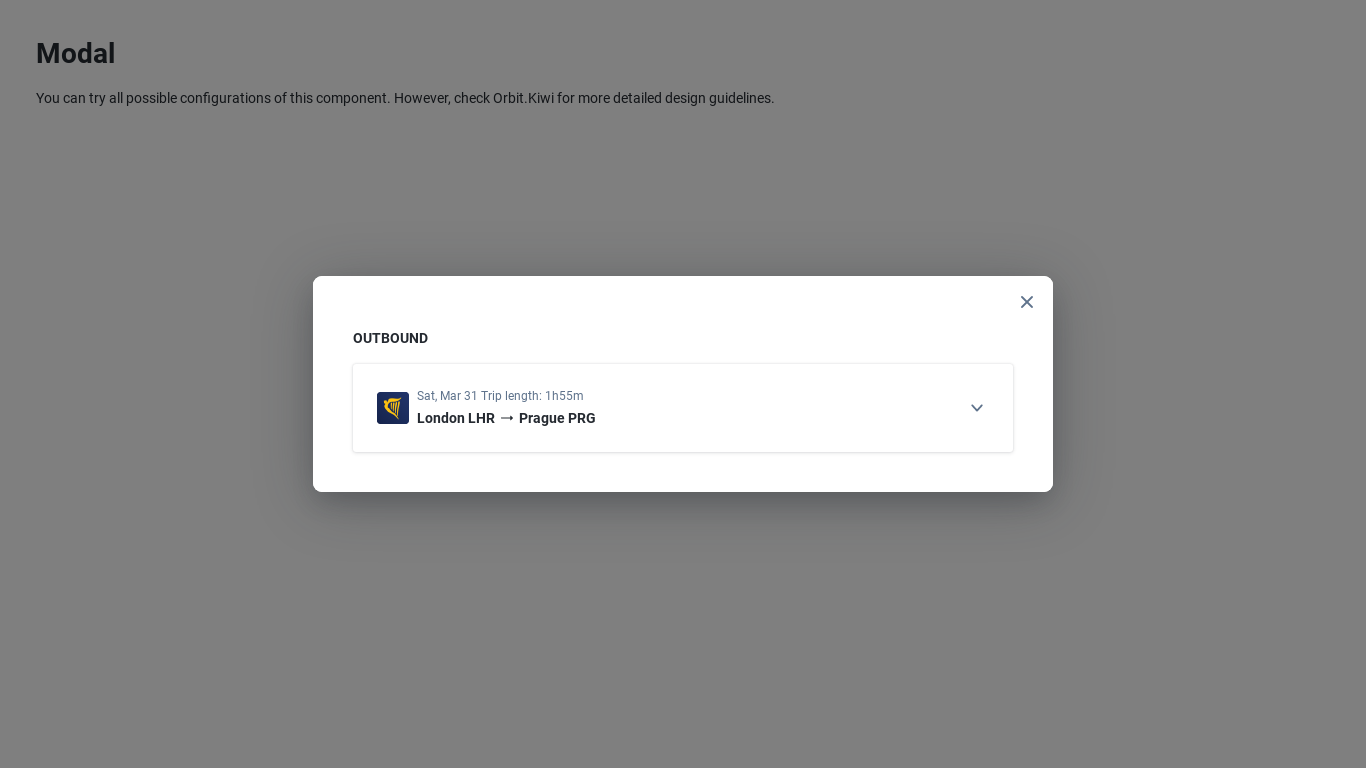 Modal
You can try all possible configurations of this component. However, check Orbit.Kiwi for more detailed design guidelines.
OUTBOUND
Sat, Mar 31 Trip length: 1h55m
London LHR → Prague PRG